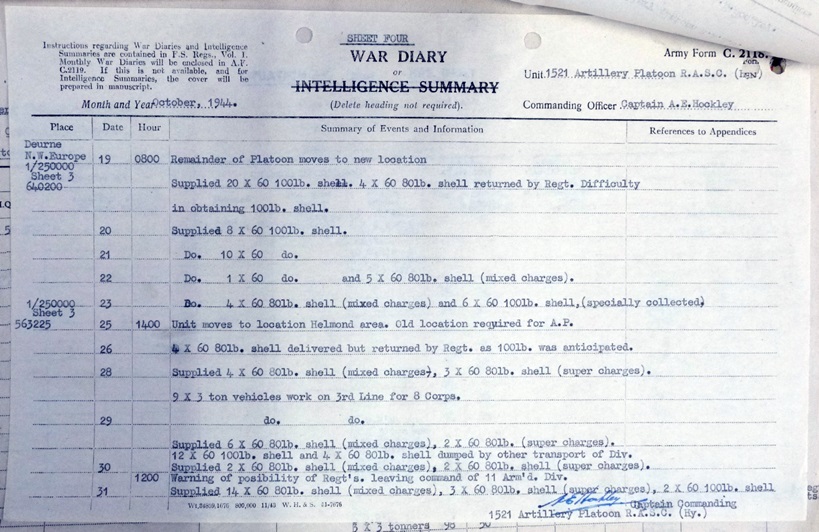 SHEET FOUR
Instructions regarding War Diaries and Intelligence
Summaries are contained in F.S. Regs., Vol. I.
Monthly War Diaries will be enclosed in A.F.
C.2119. If this is not available, and for
Intelligence Summaries, the cover will be
prepared in manuscript.
Month and Year October, 1944.
WAR DIARY
or
INTELLIGENCE SUMMARY
(Delete heading not required).
Army Form C. 2118.
Unit 1521 Artillery Platoon R.A.S.C.
Commanding Officer Captain A.E.Hockley
Place Date Hour Summary of Events and Information References to Appendices
Deurne
N.W.Europe
1/250000
Sheet 3
640200
19 0800 Remainder of Platoon moves to new location
Supplied 20 X 60 100lb. shell. 4 X 60 80lb. shell returned by Regt. Difficulty
in obtaining 100lb. shell.
20 Supplied 8 X 60 100lb. shell.
21 Do. 10 X 60 do.
22 Do. 1 X 60 do. and 5 X 60 80lb. shell (mixed charges).
1/250000
Sheet 3
23 Do. 4 X 60 80lb. shell (mixed charges) and 6 X 60 100lb. shell,(specially collected)
563225 25 1400 Unit moves to location Helmond area. Old location required for A.P.
26 4 X 60 80lb. shell delivered but returned by Regt. as 100lb. was anticipated.
28 Supplied 4 X 60 80lb. shell (mixed charges), 3 X 60 80lb. shell (super charges).
9 X 3 ton vehicles work on 3rd Line for 8 Corps.
29 do. do.
Supplied 6 X 60 80lb. shell (mixed charges), 2 X 60 80lb. (super charges).
12 X 60 100lb. shell and 4 X 60 80lb. shell dumped by other transport of Div.
30 Supplied 2 X 60 80lb. shell (mixed charges), 2 X 60 80lb. shell (super charges).
1200 Warning of posibility of Regt's. leaving command of 11 Arm'd. Div.
31 Supplied 14 X 60 80lb. shell (mixed charges), 3 X 60 80lb. shell (super charges), 2 X 60 100lb. shell
A E Hockley Captain Commanding
1521 Artillery Platoon R.A.S.C. (Hy.)
3 X 3 tonners